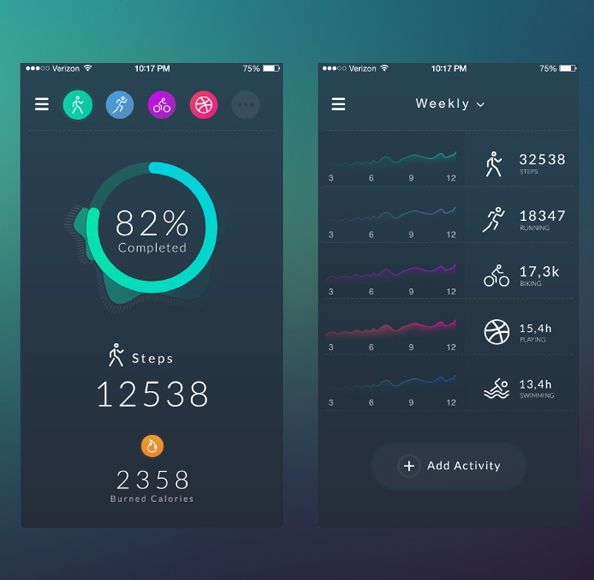 Verizon 10:17 PM 75%
82%
Completed
Steps
12538
2358
Burned Calories
Verizon 10:17 PM 75%
Weekly
3 6 9 12
32538
STEPS
3 6 9 12
18347
RUNNING
3 6 9 12
17,3k
BIKING
3 6 9 12
15,4h
PLAYING
3 6 9 12
13,4h
SWIMMING
Add Activity